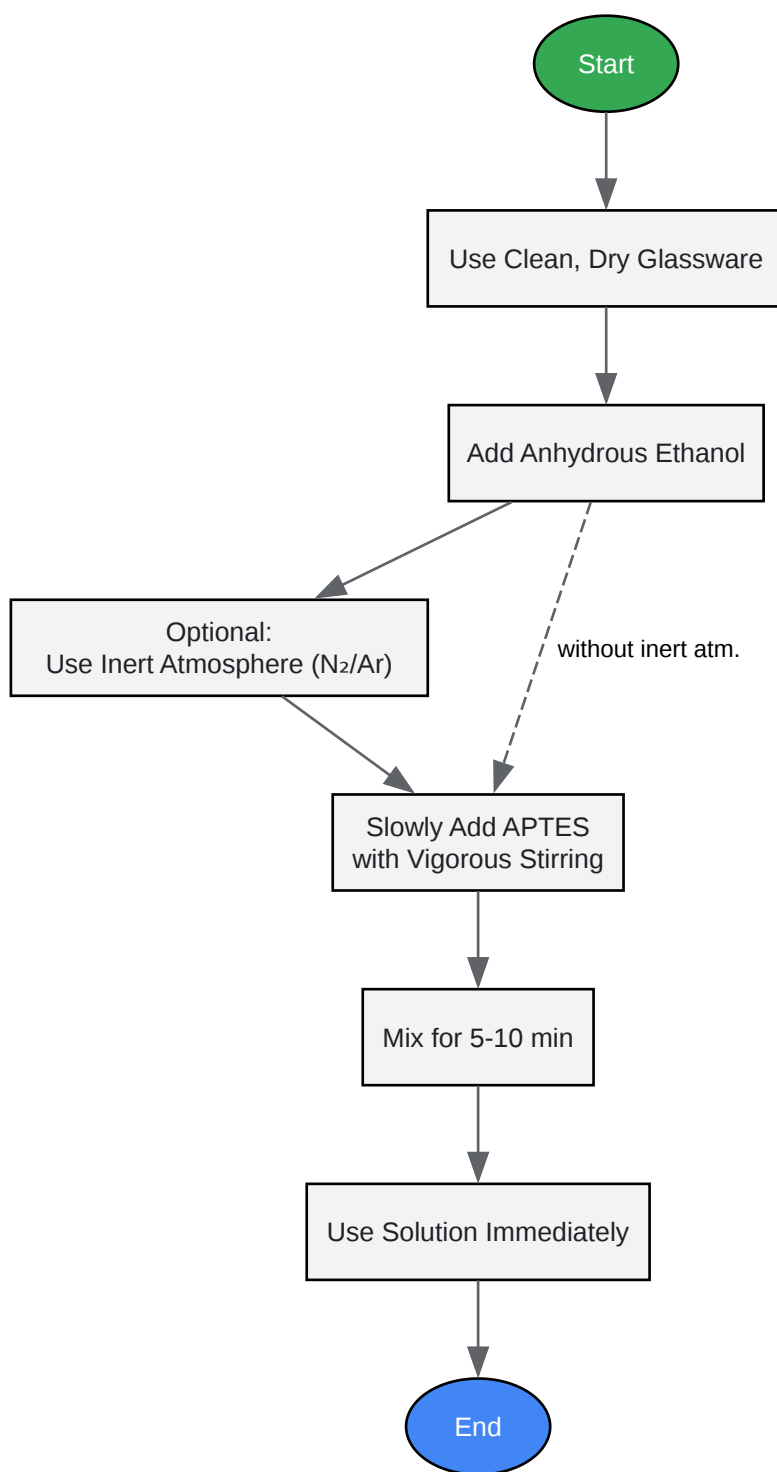 Start
Use Clean, Dry Glassware
Add Anhydrous Ethanol
Optional:
Use Inert Atmosphere (N₂/Ar)
without inert atm.
Slowly Add APTES
with Vigorous Stirring
Mix for 5-10 min
Use Solution Immediately
End